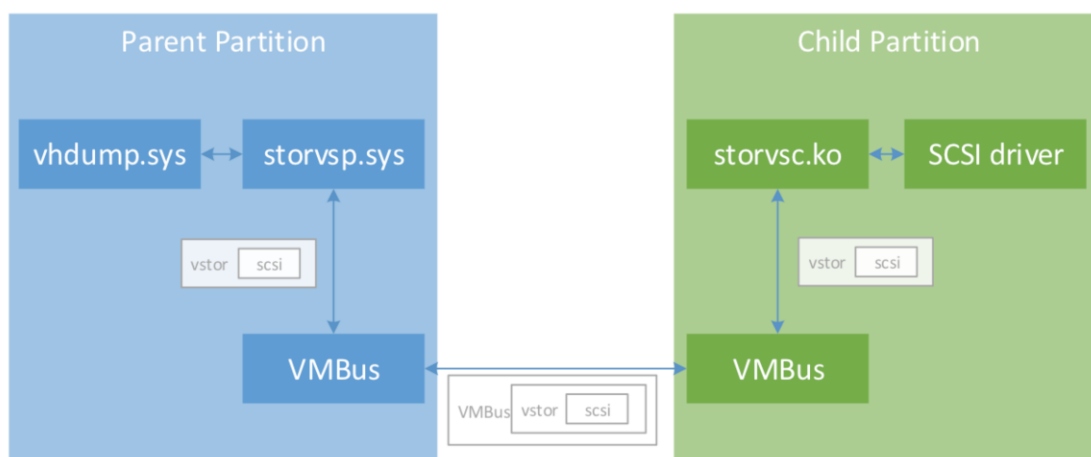 Parent Partition
Child Partition
vhdump.sys
storvsp.sys
storvsc.ko
SCSI driver
vstor scsi
vstor scsi
VMBus
VMBus
VMBus vstor scsi